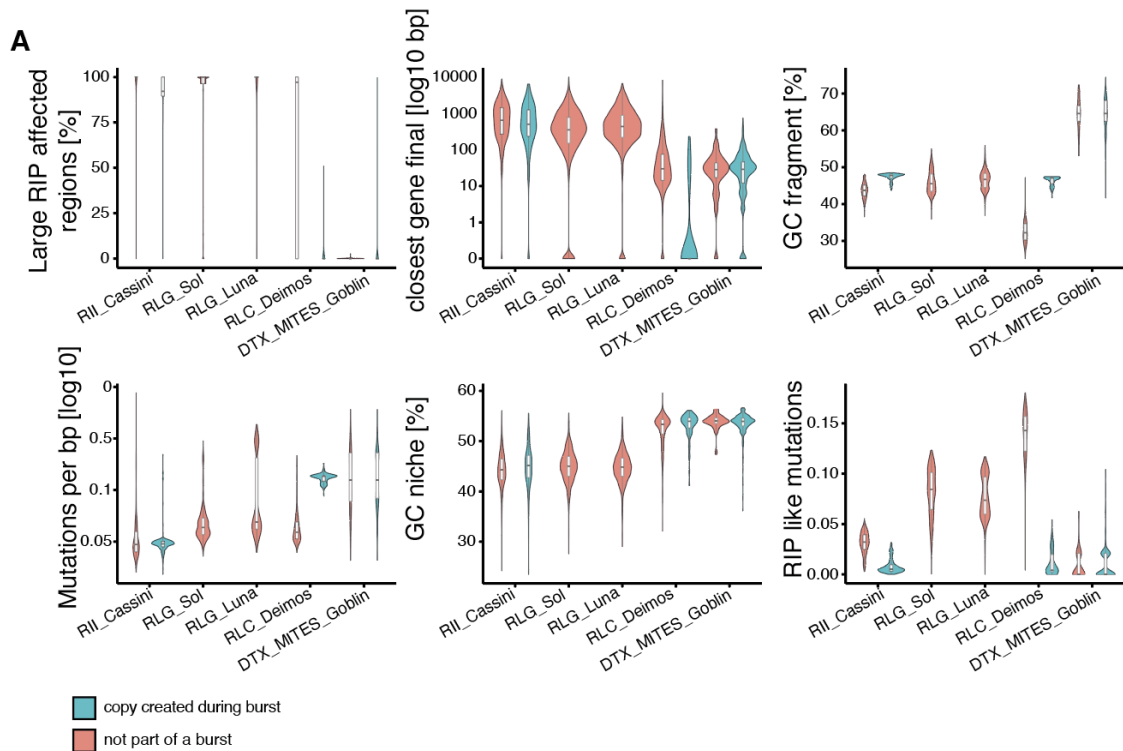 A
Large RIP affected
regions [%]
100
75
50
25
0
RII_Cassini
RLG_Sol
RLG_Luna
RLC_Deimos
DTX_MITES_Goblin
closest gene final [log10 bp]
10000
1000
100
10
1
0
RII_Cassini
RLG_Sol
RLG_Luna
RLC_Deimos
DTX_MITES_Goblin
GC fragment [%]
70
60
50
40
30
RII_Cassini
RLG_Sol
RLG_Luna
RLC_Deimos
DTX_MITES_Goblin
Mutations per bp [log10]
0
0.5
0.1
0.05
RII_Cassini
RLG_Sol
RLG_Luna
RLC_Deimos
DTX_MITES_Goblin
GC niche [%]
60
50
40
30
RII_Cassini
RLG_Sol
RLG_Luna
RLC_Deimos
DTX_MITES_Goblin
RIP like mutations
0.15
0.10
0.05
0.00
RII_Cassini
RLG_Sol
RLG_Luna
RLC_Deimos
DTX_MITES_Goblin
copy created during burst
not part of a burst